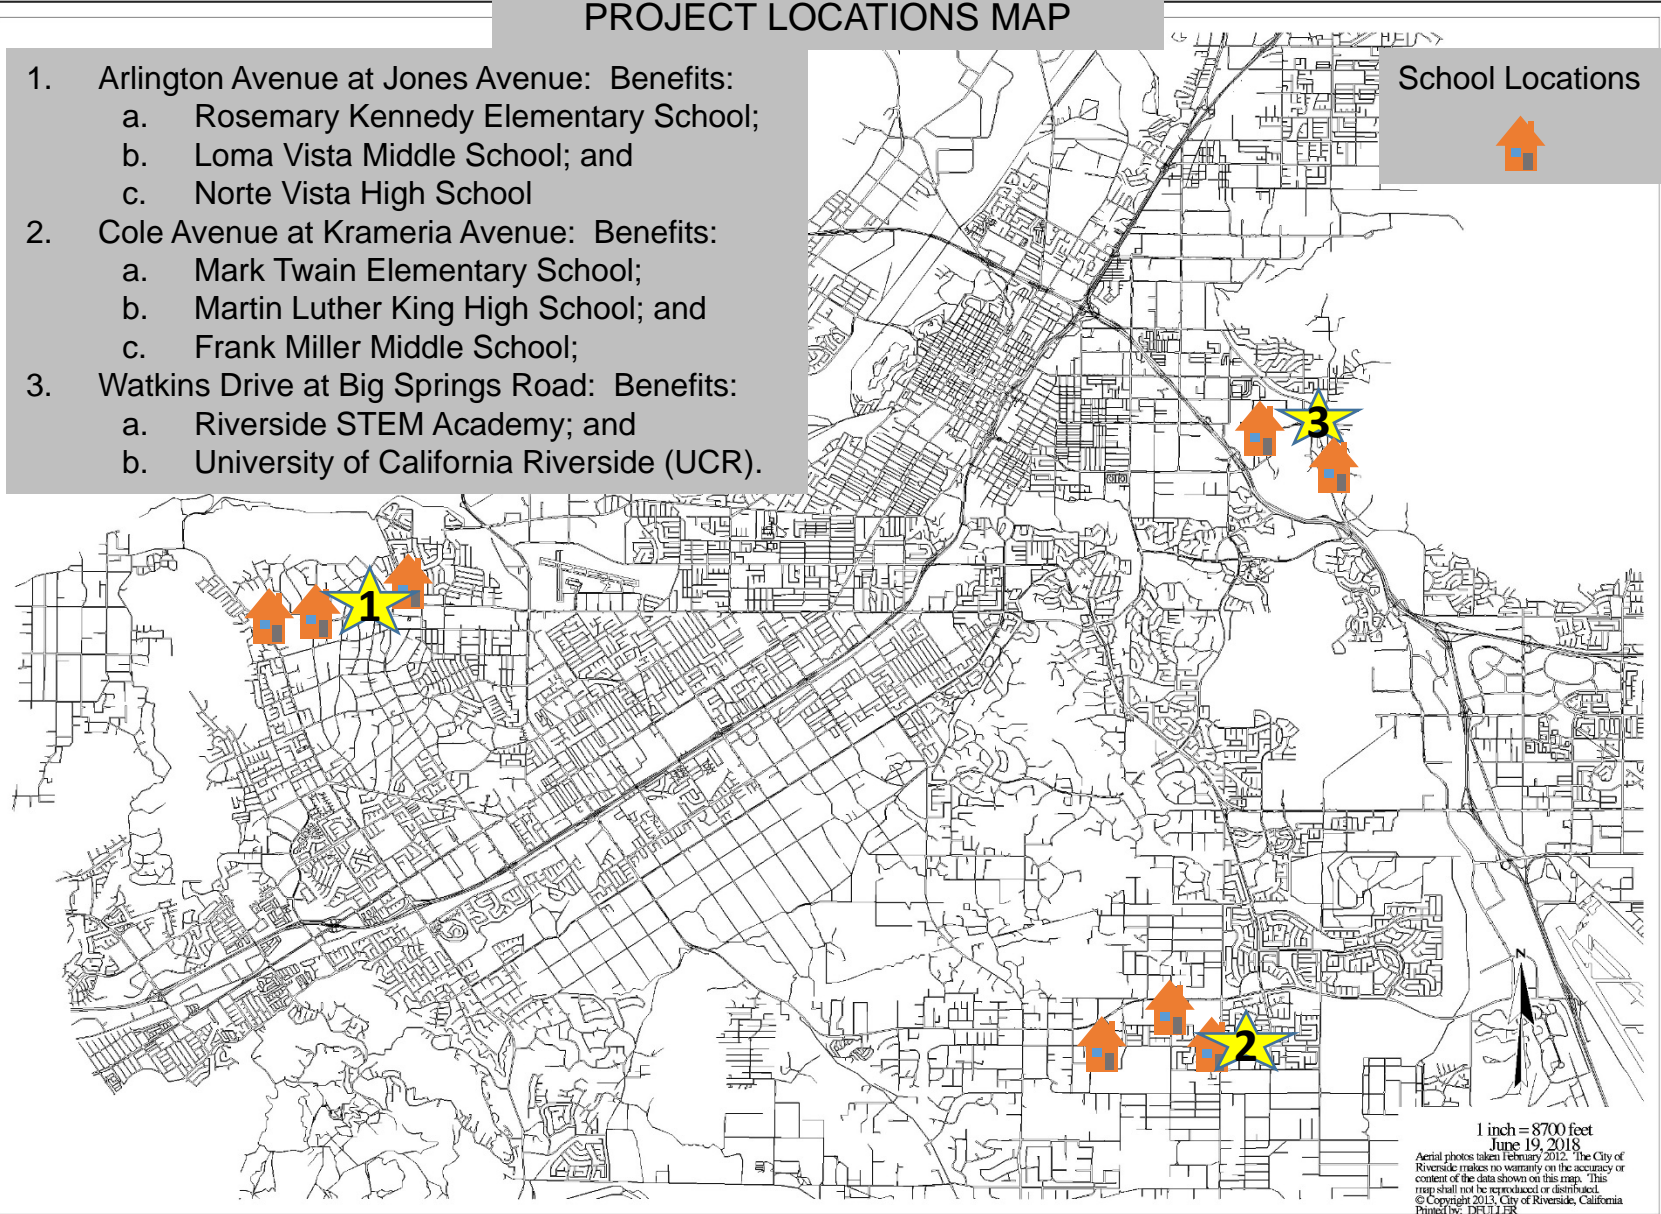 PROJECT LOCATIONS MAP
1. Arlington Avenue at Jones Avenue: Benefits:
a. Rosemary Kennedy Elementary School;
b. Loma Vista Middle School; and
c. Norte Vista High School
2. Cole Avenue at Krameria Avenue: Benefits:
a. Mark Twain Elementary School;
b. Martin Luther King High School; and
c. Frank Miller Middle School;
3. Watkins Drive at Big Springs Road: Benefits:
a. Riverside STEM Academy; and
b. University of California Riverside (UCR).
School Locations
3
1
2
N
1 inch = 8700 feet
June 19, 2018
Aerial photos taken February 2012. The City of
Riverside makes no warranty on the accuracy or
content of the data shown on this map. This
map shall not be reproduced or distributed.
© Copyright 2013, City of Riverside, California
Printed by: DFULLER